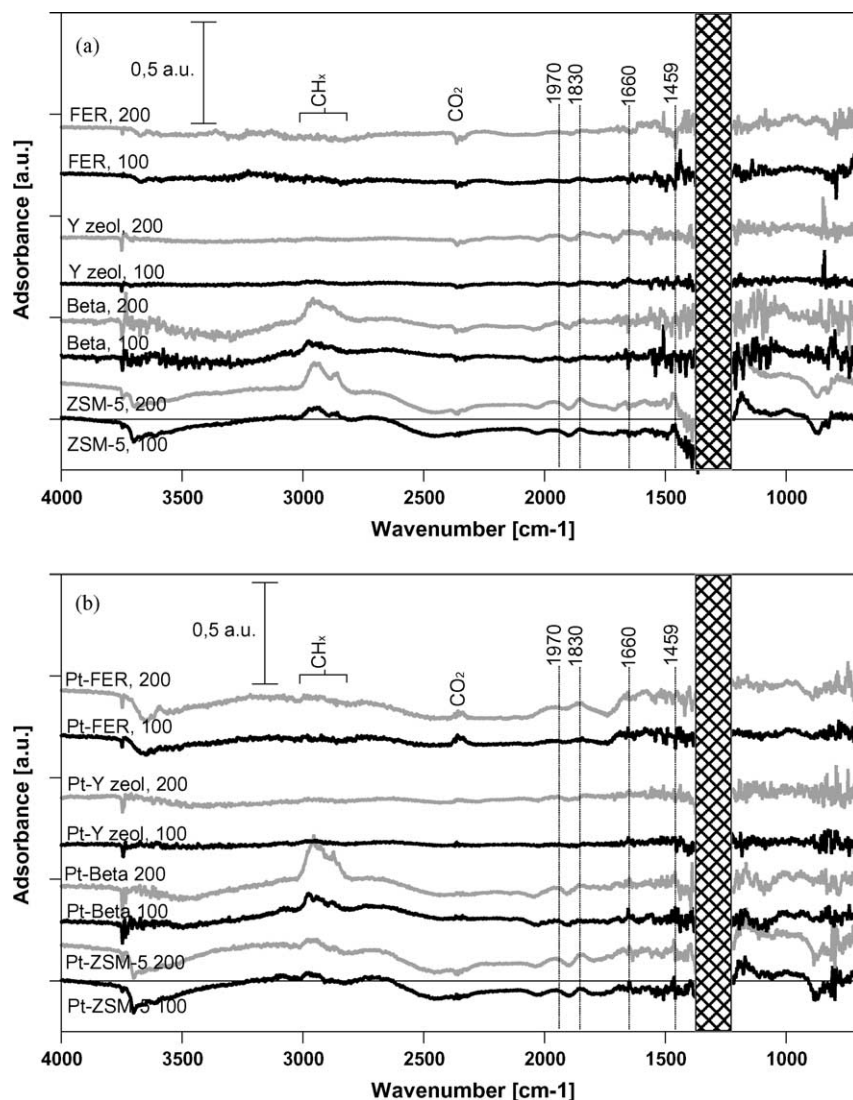 (a)
0,5 a.u.
CHx
CO2
1970
1830
1660
1459
FER, 200
FER, 100
Y zeol, 200
Y zeol, 100
Beta, 200
Beta, 100
ZSM-5, 200
ZSM-5, 100
Adsorbance [a.u.]
4000 3500 3000 2500 2000 1500 1000
Wavenumber [cm-1]
(b)
0,5 a.u.
CHx
CO2
1970
1830
1660
1459
Pt-FER, 200
Pt-FER, 100
Pt-Y zeol, 200
Pt-Y zeol, 100
Pt-Beta 200
Pt-Beta 100
Pt-ZSM-5 200
Pt-ZSM-5 100
Adsorbance [a.u.]
4000 3500 3000 2500 2000 1500 1000
Wavenumber [cm-1]